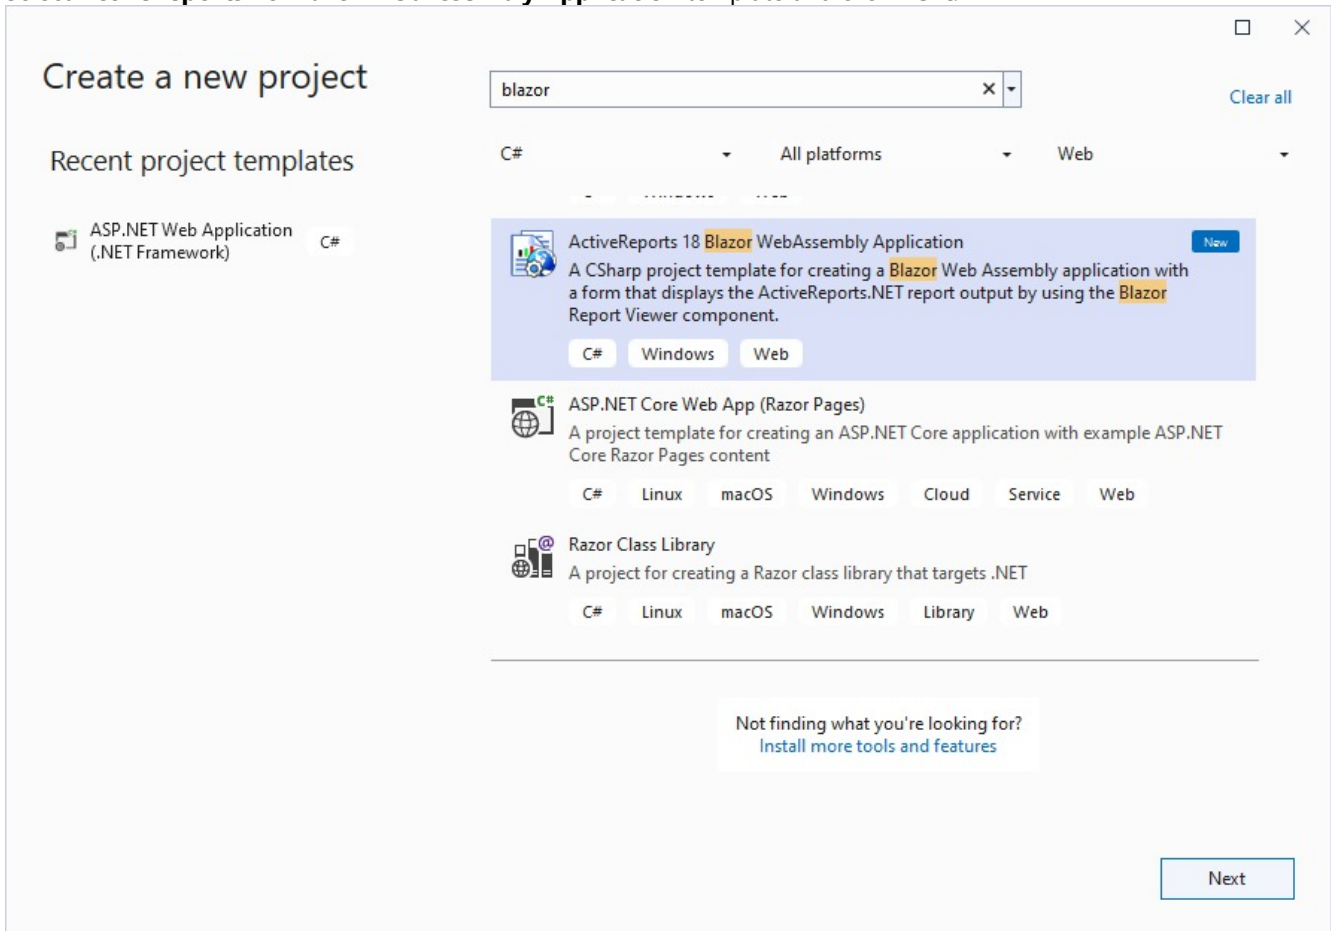 Create a new project
blazor
Clear all
Recent project templates
C#
All platforms
Web
ASP.NET Web Application
(.NET Framework)
C#
ActiveReports 18 Blazor WebAssembly Application
New
A CSharp project template for creating a Blazor Web Assembly application with
a form that displays the ActiveReports.NET report output by using the Blazor
Report Viewer component.
C# Windows Web
ASP.NET Core Web App (Razor Pages)
A project template for creating an ASP.NET Core application with example ASP.NET
Core Razor Pages content
C# Linux macOS Windows Cloud Service Web
Razor Class Library
A project for creating a Razor class library that targets .NET
C# Linux macOS Windows Library Web
Not finding what you're looking for?
Install more tools and features
Next